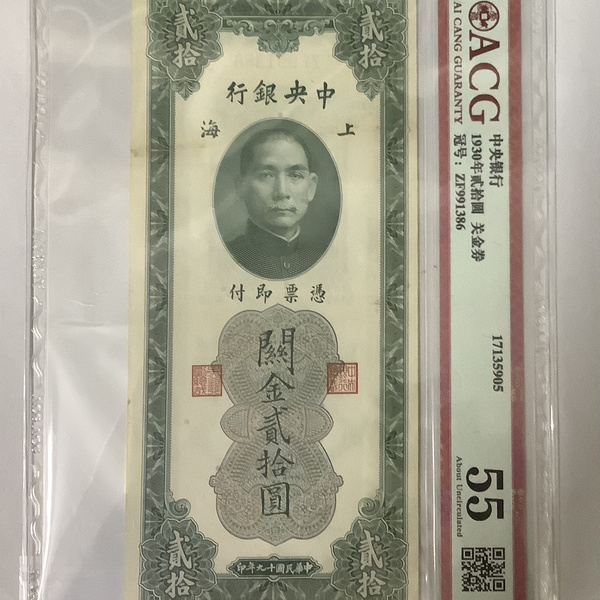 貳拾
貳拾
行銀央中
海 上
付即票憑
關金貳拾圓
貳拾
貳拾
印年九十國民華中
ACG
AI CANG GUARANTY
中央银行
1930年贰拾圆 关金券
冠号：ZF991386
17135905
55
About Uncirculated